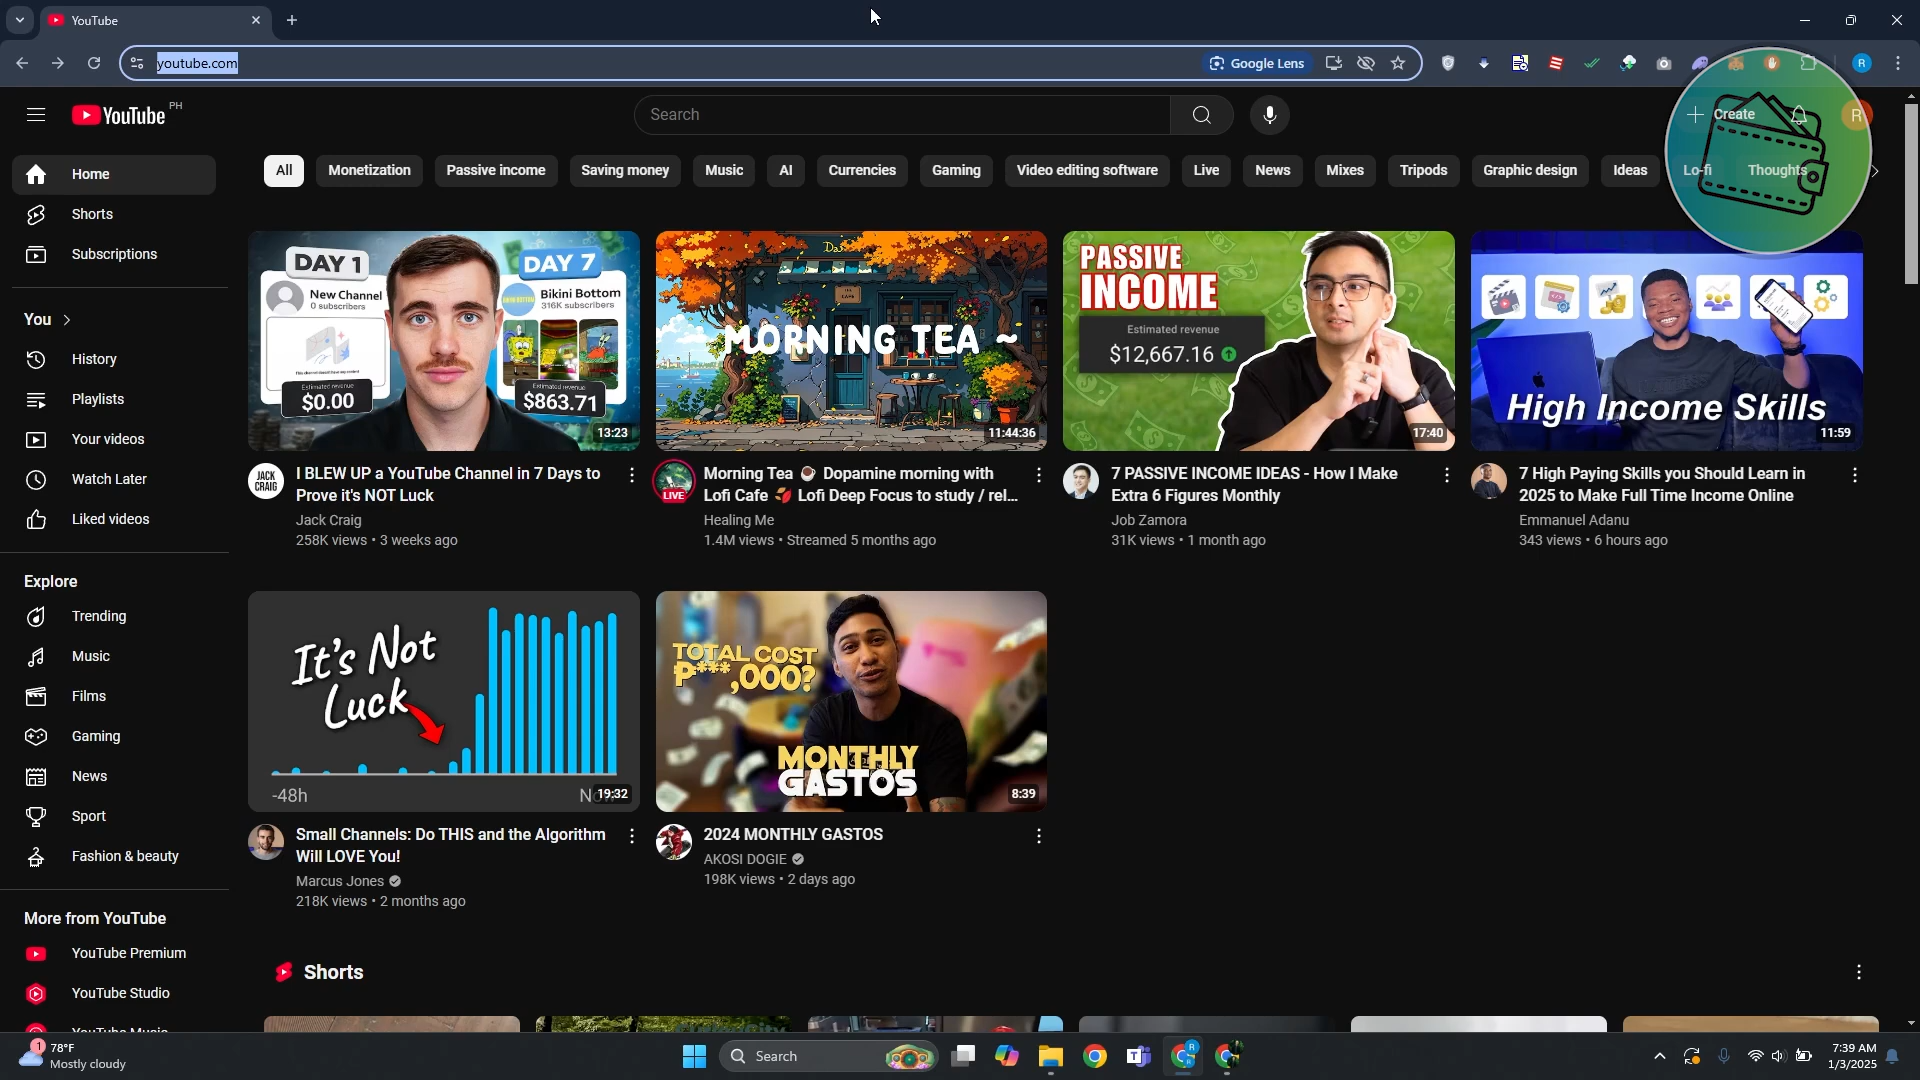 YouTube
youtube.com
Google Lens
R
YouTube PH
Search
Create
R
All
Monetization
Passive income
Saving money
Music
AI
Currencies
Gaming
Video editing software
Live
News
Mixes
Tripods
Graphic design
Ideas
Lo-fi
Thoughts
Home
Shorts
Subscriptions
You
History
Playlists
Your videos
Watch Later
Liked videos
Explore
Trending
Music
Films
Gaming
News
Sport
Fashion & beauty
More from YouTube
YouTube Premium
YouTube Studio
YouTube Music
DAY 1
DAY 7
New Channel
0 subscribers
Bikini Bottom
316K subscribers
Estimated revenue
$0.00
Estimated revenue
$863.71
13:23
JACK
CRAIG
I BLEW UP a YouTube Channel in 7 Days to
Prove it's NOT Luck
Jack Craig
258K views • 3 weeks ago
MORNING TEA ~
11:44:36
LIVE
Morning Tea ☕ Dopamine morning with
Lofi Cafe 🍂 Lofi Deep Focus to study / rel...
Healing Me
1.4M views • Streamed 5 months ago
PASSIVE
INCOME
Estimated revenue
$12,667.16
17:40
7 PASSIVE INCOME IDEAS - How I Make
Extra 6 Figures Monthly
Job Zamora
31K views • 1 month ago
High Income Skills
11:59
7 High Paying Skills you Should Learn in
2025 to Make Full Time Income Online
Emmanuel Adanu
343 views • 6 hours ago
It's Not
Luck
-48h
19:32
Small Channels: Do THIS and the Algorithm
Will LOVE You!
Marcus Jones
218K views • 2 months ago
TOTAL COST
₱***,000?
MONTHLY
GASTOS
8:39
2024 MONTHLY GASTOS
AKOSI DOGIE
198K views • 2 days ago
Shorts
1
78°F
Mostly cloudy
Search
7:39 AM
1/3/2025